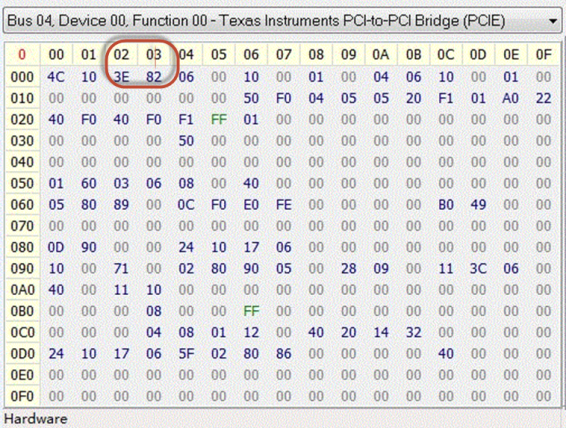 Bus 04, Device 00, Function 00 - Texas Instruments PCI-to-PCI Bridge (PCIE)
0 00 01 02 03 04 05 06 07 08 09 0A 0B 0C 0D 0E 0F
000 4C 10 3E 82 06 00 10 00 01 00 04 06 10 00 01 00
010 00 00 00 00 00 00 50 F0 04 05 05 20 F1 01 A0 22
020 40 F0 40 F0 F1 FF 01 00 00 00 00 00 00 00 00 00
030 00 00 00 00 50 00 00 00 00 00 00 00 00 00 00 00
040 00 00 00 00 00 00 00 00 00 00 00 00 00 00 00 00
050 01 60 03 06 08 00 40 00 00 00 00 00 00 00 00 00
060 05 80 89 00 0C F0 E0 FE 00 00 00 00 B0 49 00 00
070 00 00 00 00 00 00 00 00 00 00 00 00 00 00 00 00
080 0D 90 00 00 24 10 17 06 00 00 00 00 00 00 00 00
090 10 00 71 00 02 80 90 05 00 28 09 00 11 3C 06 00
0A0 40 00 11 10 00 00 00 00 00 00 00 00 00 00 00 00
0B0 00 00 00 08 00 00 FF 00 00 00 00 00 00 00 00 00
0C0 00 00 00 04 08 01 12 00 40 20 14 32 00 00 00 00
0D0 24 10 17 06 5F 02 80 86 00 00 00 00 40 00 00 00
0E0 00 00 00 00 00 00 00 00 00 00 00 00 00 00 00 00
0F0 00 00 00 00 00 00 00 00 00 00 00 00 00 00 00 00
Hardware